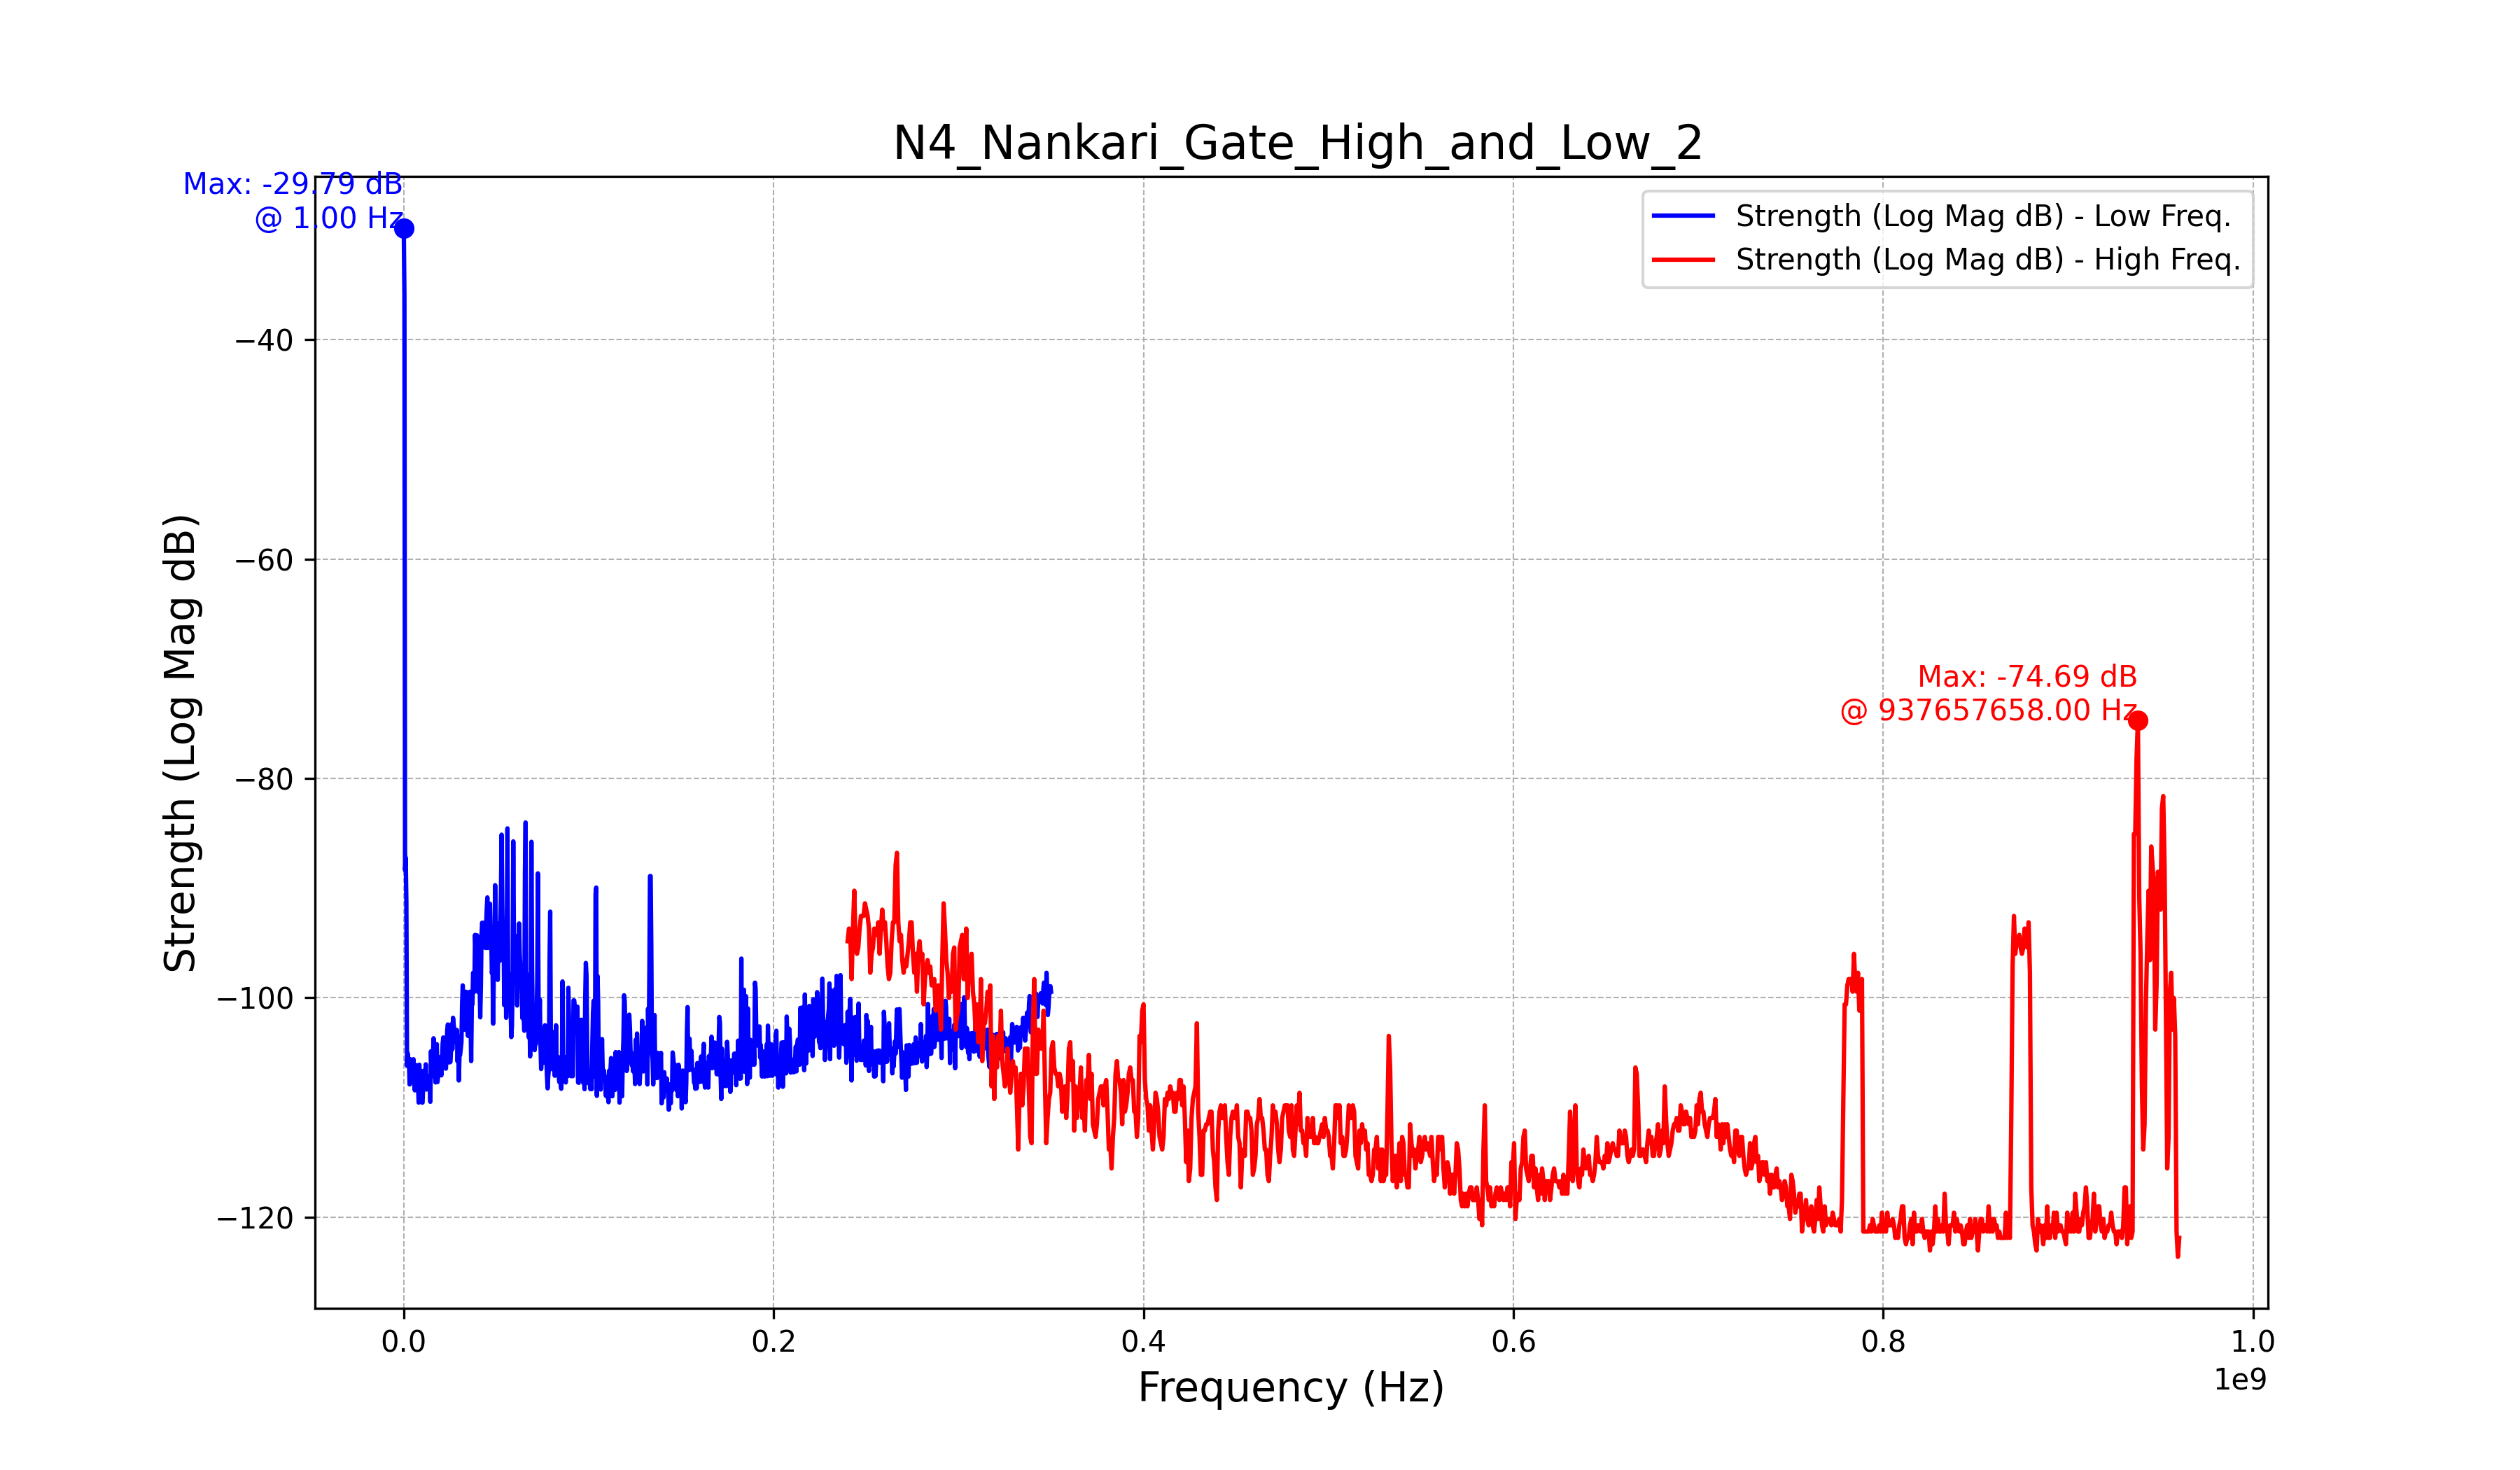 N4_Nankari_Gate_High_and_Low_2
Max: -29.79 dB
@ 1.00 Hz
Strength (Log Mag dB) - Low Freq.
Strength (Log Mag dB) - High Freq.
Max: -74.69 dB
@ 937657658.00 Hz
Strength (Log Mag dB)
−40
−60
−80
−100
−120
0.0 0.2 0.4 0.6 0.8 1.0
1e9
Frequency (Hz)